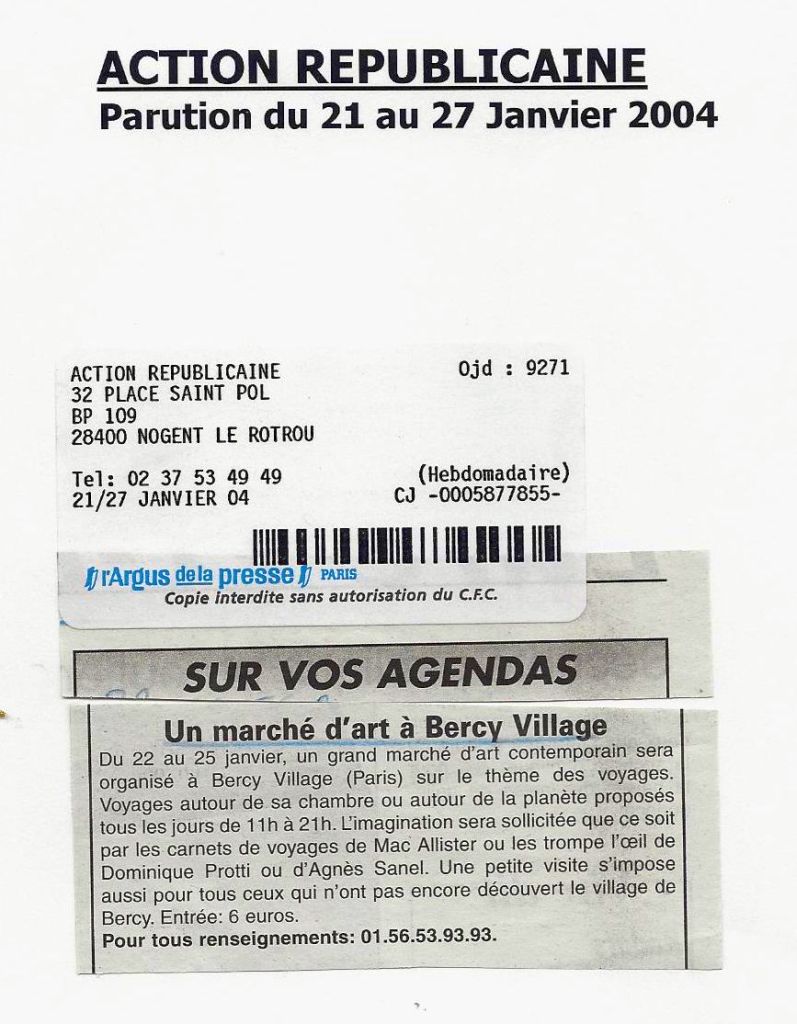 ACTION REPUBLICAINE
Parution du 21 au 27 Janvier 2004
ACTION REPUBLICAINE Ojd : 9271
32 PLACE SAINT POL
BP 109
28400 NOGENT LE ROTROU
Tel: 02 37 53 49 49 (Hebdomadaire)
21/27 JANVIER 04 CJ -0005877855-
l'Argus de la presse PARIS
Copie interdite sans autorisation du C.F.C.
SUR VOS AGENDAS
Un marché d'art à Bercy Village
Du 22 au 25 janvier, un grand marché d'art contemporain sera
organisé à Bercy Village (Paris) sur le thème des voyages.
Voyages autour de sa chambre ou autour de la planète proposés
tous les jours de 11h à 21h. L'imagination sera sollicitée que ce soit
par les carnets de voyages de Mac Allister ou les trompe l'œil de
Dominique Protti ou d'Agnès Sanel. Une petite visite s'impose
aussi pour tous ceux qui n'ont pas encore découvert le village de
Bercy. Entrée: 6 euros.
Pour tous renseignements: 01.56.53.93.93.